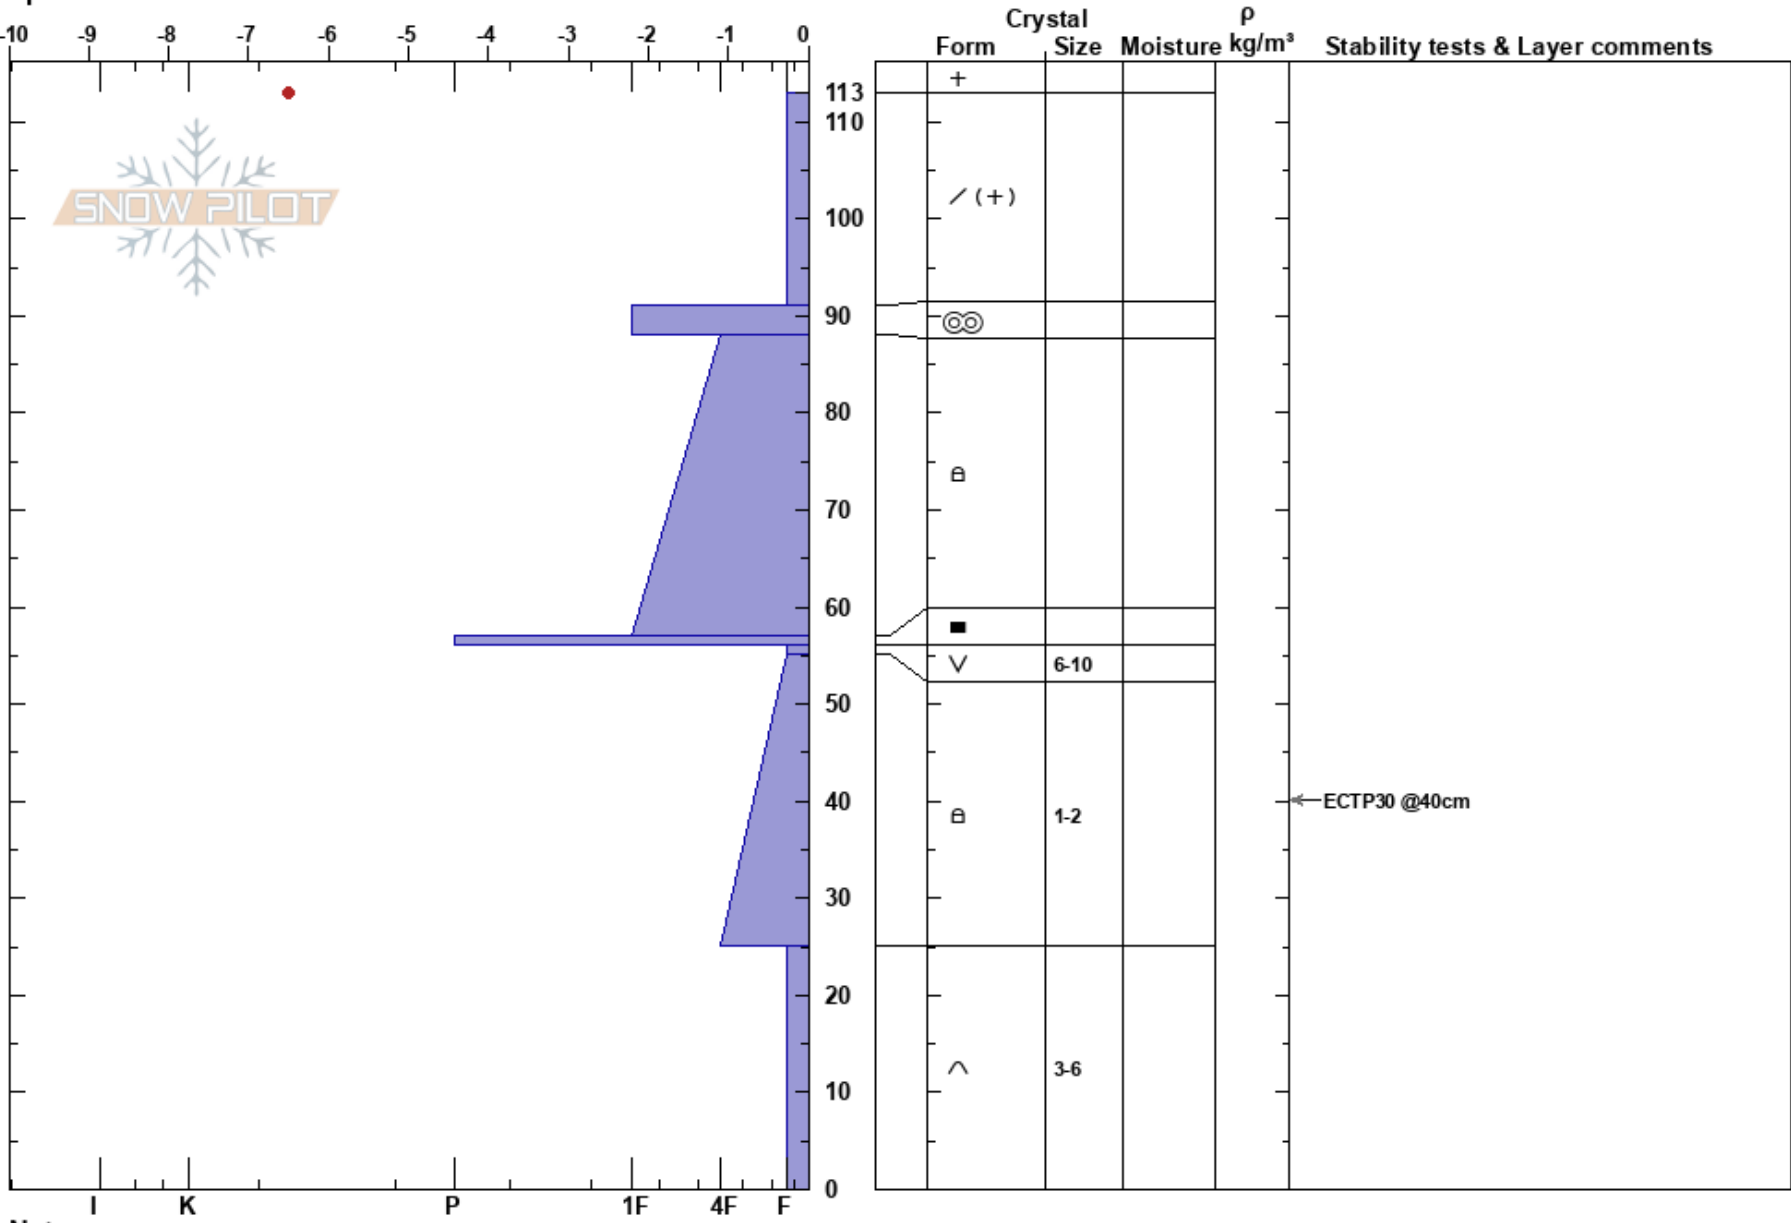 Crystal ρ
-10 -9 -8 -7 -6 -5 -4 -3 -2 -1 0 Form Size Moisture kg/m³ Stability tests & Layer comments
+
113
110
SNOW PILOT
/ (+)
100
90
80
70
60
V 6-10
50
40 ECTP30 @40cm
1-2
30
20
3-6
10
0
I K P 1F 4F F